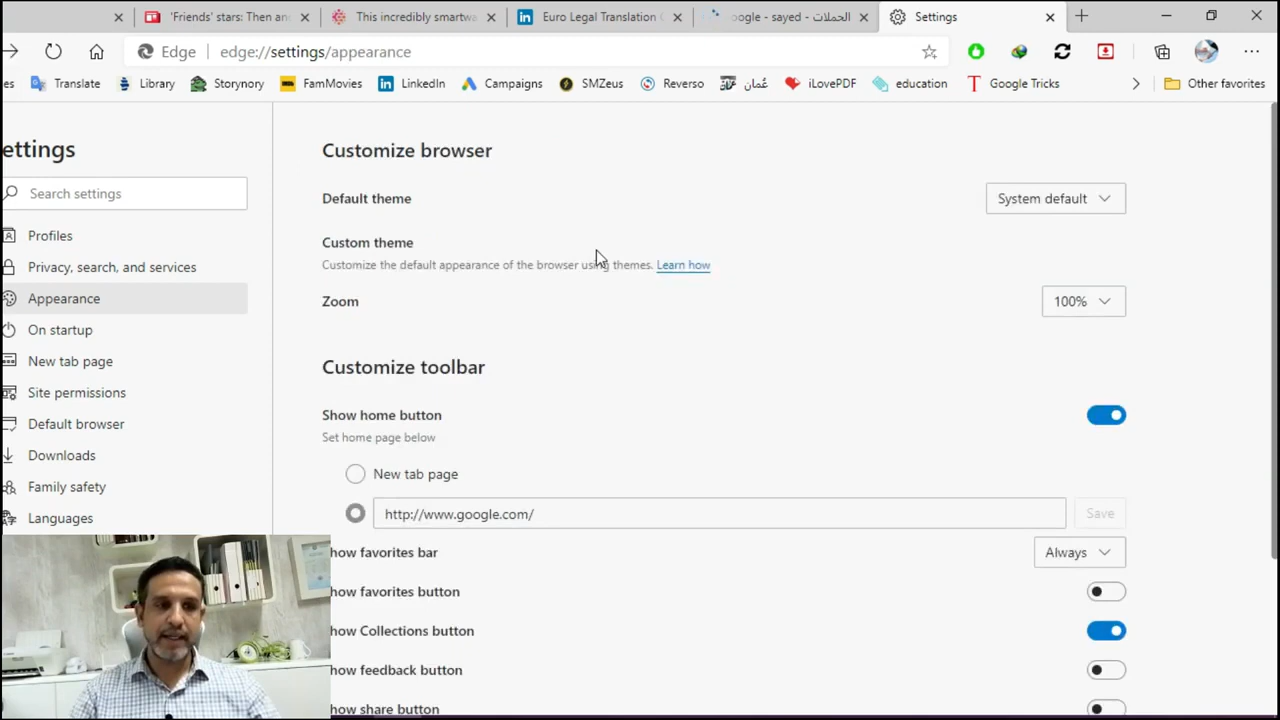 'Friends' stars: Then an
This incredibly smartwa
Euro Legal Translation
oogle - sayed - الحملات
Settings
Edge
edge://settings/appearance
es
Translate
Library
Storynory
FamMovies
LinkedIn
Campaigns
SMZeus
Reverso
عُمان
iLovePDF
education
Google Tricks
Other favorites
ettings
Search settings
Profiles
Privacy, search, and services
Appearance
On startup
New tab page
Site permissions
Default browser
Downloads
Family safety
Languages
Customize browser
Default theme
System default
Custom theme
Customize the default appearance of the browser using themes. Learn how
Zoom
100%
Customize toolbar
Show home button
Set home page below
New tab page
http://www.google.com/
Save
how favorites bar
Always
how favorites button
how Collections button
how feedback button
how share button